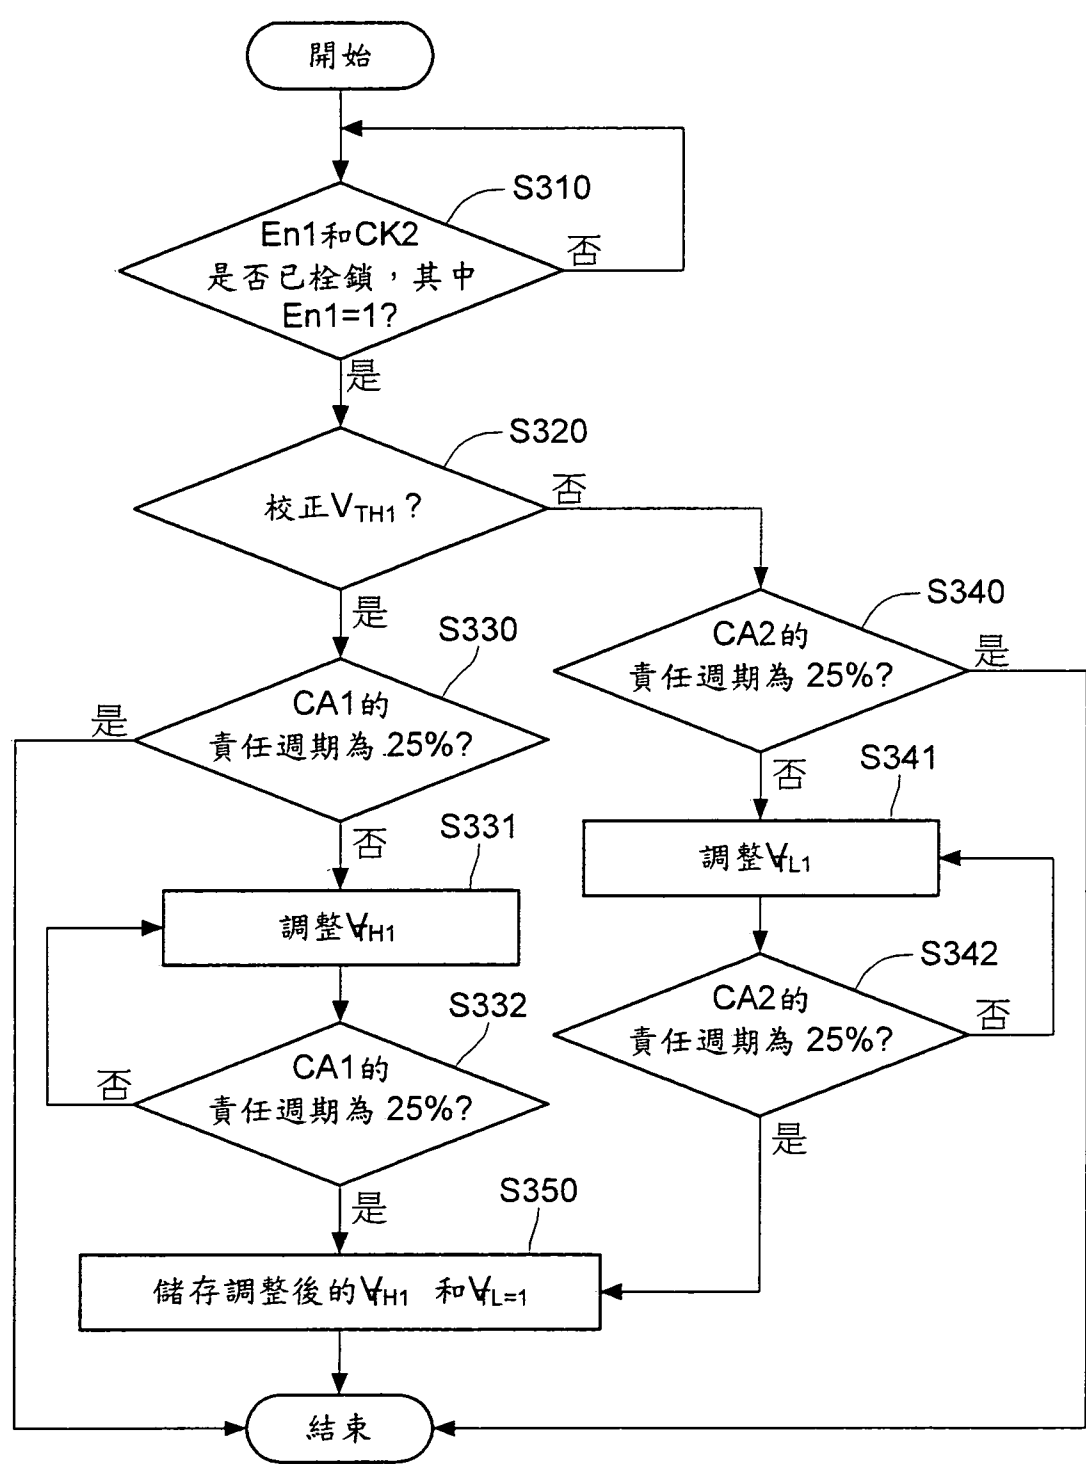 開始
S310
En1和CK2
是否已栓鎖，其中
En1=1?
否
是
S320
校正VTH1?
否
是
S330
CA1的
責任週期為 25%?
是
否
S340
CA2的
責任週期為 25%?
是
否
S331
調整VTH1
S341
調整VTL1
S332
CA1的
責任週期為 25%?
否
是
S342
CA2的
責任週期為 25%?
否
是
S350
儲存調整後的VTH1 和VTL=1
結束